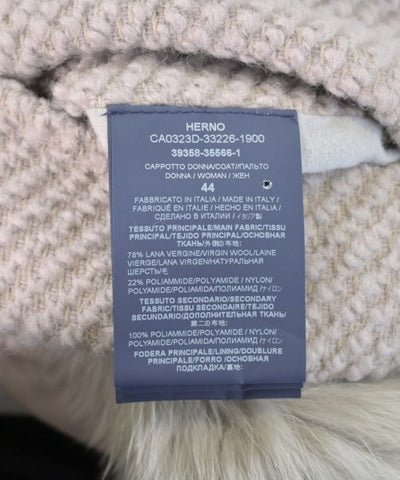 HERNO
CA0323D-33226-1900
39358-35566-1
CAPPOTTO DONNA/COAT/ПАЛЬТО
DONNA / WOMAN / ЖЕН
44
FABBRICATO IN ITALIA / MADE IN ITALY /
FABRIQUÉ EN ITALIE / HECHO EN ITALIA /
СДЕЛАНО В ИТАЛИИ / イタリア製
TESSUTO PRINCIPALE/MAIN FABRIC/TISSU
PRINCIPAL/TEJIDO PRINCIPAL/ОСНОВНАЯ
ТКАНЬ/外側の布地:
78% LANA VERGINE/VIRGIN WOOL/LAINE
VIERGE/LANA VIRGEN/НАТУРАЛЬНАЯ
ШЕРСТЬ/毛
22% POLIAMMIDE/POLYAMIDE / NYLON/
POLYAMIDE/POLIAMIDA/ПОЛИАМИД /ナイロン
TESSUTO SECONDARIO/SECONDARY
FABRIC/TISSU SECONDAIRE/TEJIDO
SECUNDARIO/ДОПОЛНИТЕЛЬНАЯ ТКАНЬ/
第二の布地:
100% POLIAMMIDE/POLYAMIDE / NYLON/
POLYAMIDE/POLIAMIDA/ПОЛИАМИД /ナイロン
FODERA PRINCIPALE/LINING/DOUBLURE
PRINCIPALE/FORRO /ОСНОВНАЯ
ПОДКЛАДКА/裏地: